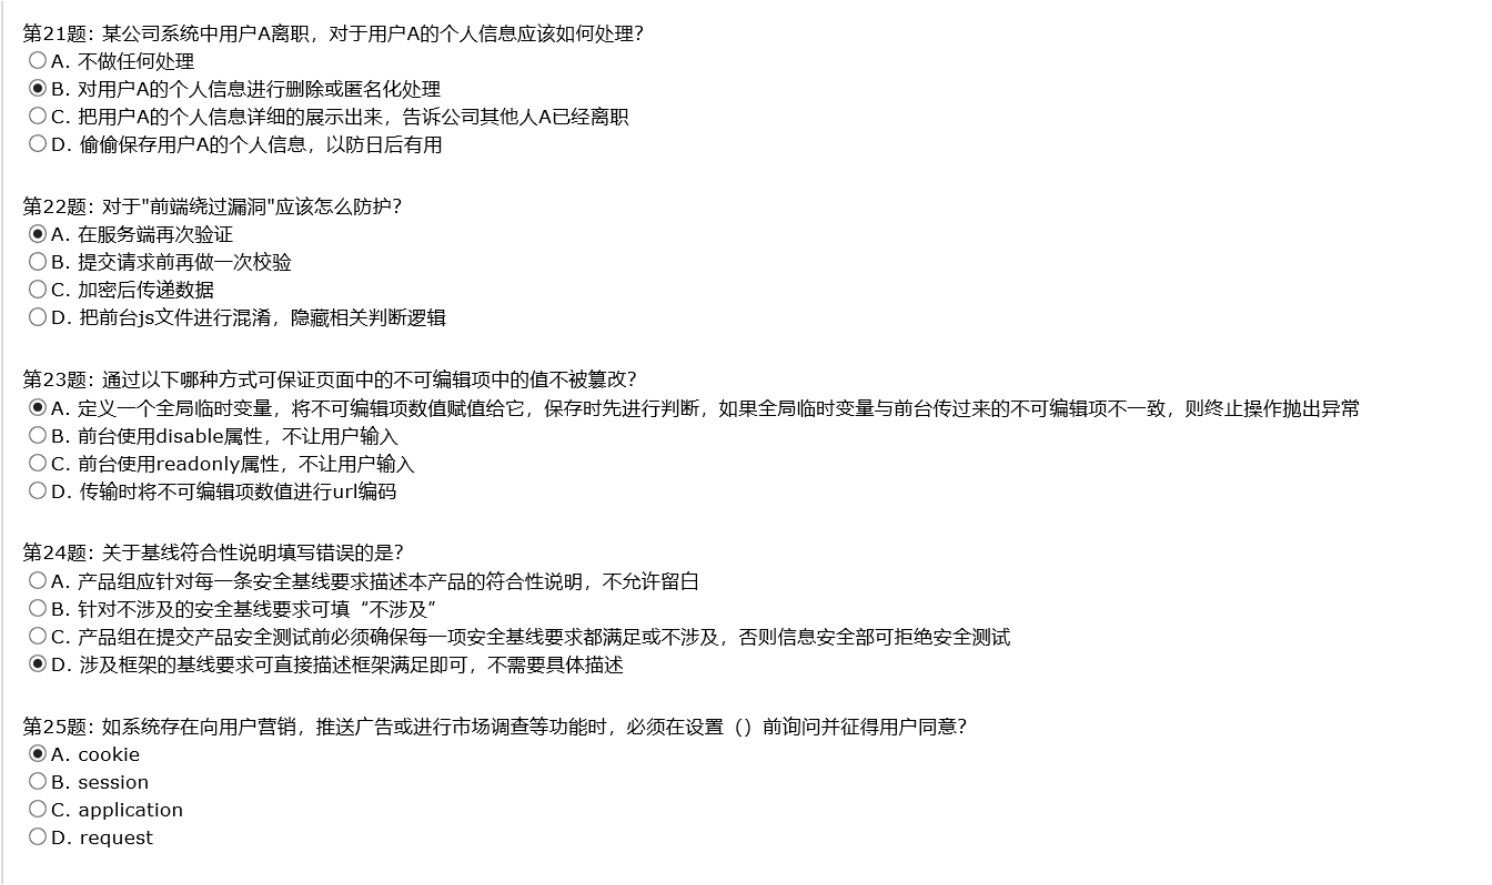 第21题: 某公司系统中用户A离职，对于用户A的个人信息应该如何处理?
A. 不做任何处理
B. 对用户A的个人信息进行删除或匿名化处理
C. 把用户A的个人信息详细的展示出来，告诉公司其他人A已经离职
D. 偷偷保存用户A的个人信息，以防日后有用
第22题: 对于"前端绕过漏洞"应该怎么防护?
A. 在服务端再次验证
B. 提交请求前再做一次校验
C. 加密后传递数据
D. 把前台js文件进行混淆，隐藏相关判断逻辑
第23题: 通过以下哪种方式可保证页面中的不可编辑项中的值不被篡改?
A. 定义一个全局临时变量，将不可编辑项数值赋值给它，保存时先进行判断，如果全局临时变量与前台传过来的不可编辑项不一致，则终止操作抛出异常
B. 前台使用disable属性，不让用户输入
C. 前台使用readonly属性，不让用户输入
D. 传输时将不可编辑项数值进行url编码
第24题: 关于基线符合性说明填写错误的是?
A. 产品组应针对每一条安全基线要求描述本产品的符合性说明，不允许留白
B. 针对不涉及的安全基线要求可填“不涉及”
C. 产品组在提交产品安全测试前必须确保每一项安全基线要求都满足或不涉及，否则信息安全部可拒绝安全测试
D. 涉及框架的基线要求可直接描述框架满足即可，不需要具体描述
第25题: 如系统存在向用户营销，推送广告或进行市场调查等功能时，必须在设置（）前询问并征得用户同意?
A. cookie
B. session
C. application
D. request